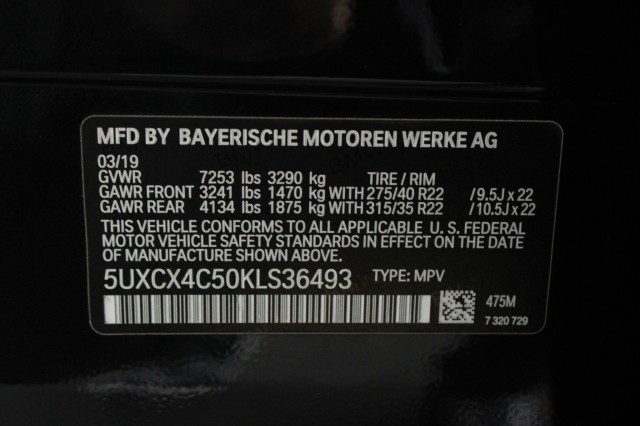 MFD BY BAYERISCHE MOTOREN WERKE AG
03/19
GVWR 7253 lbs 3290 kg TIRE / RIM
GAWR FRONT 3241 lbs 1470 kg WITH 275/40 R22 / 9.5J x 22
GAWR REAR 4134 lbs 1875 kg WITH 315/35 R22 / 10.5J x 22
THIS VEHICLE CONFORMS TO ALL APPLICABLE U. S. FEDERAL
MOTOR VEHICLE SAFETY STANDARDS IN EFFECT ON THE DATE
OF MANUFACTURE SHOWN ABOVE.
5UXCX4C50KLS36493 TYPE: MPV
475M
7 320 729